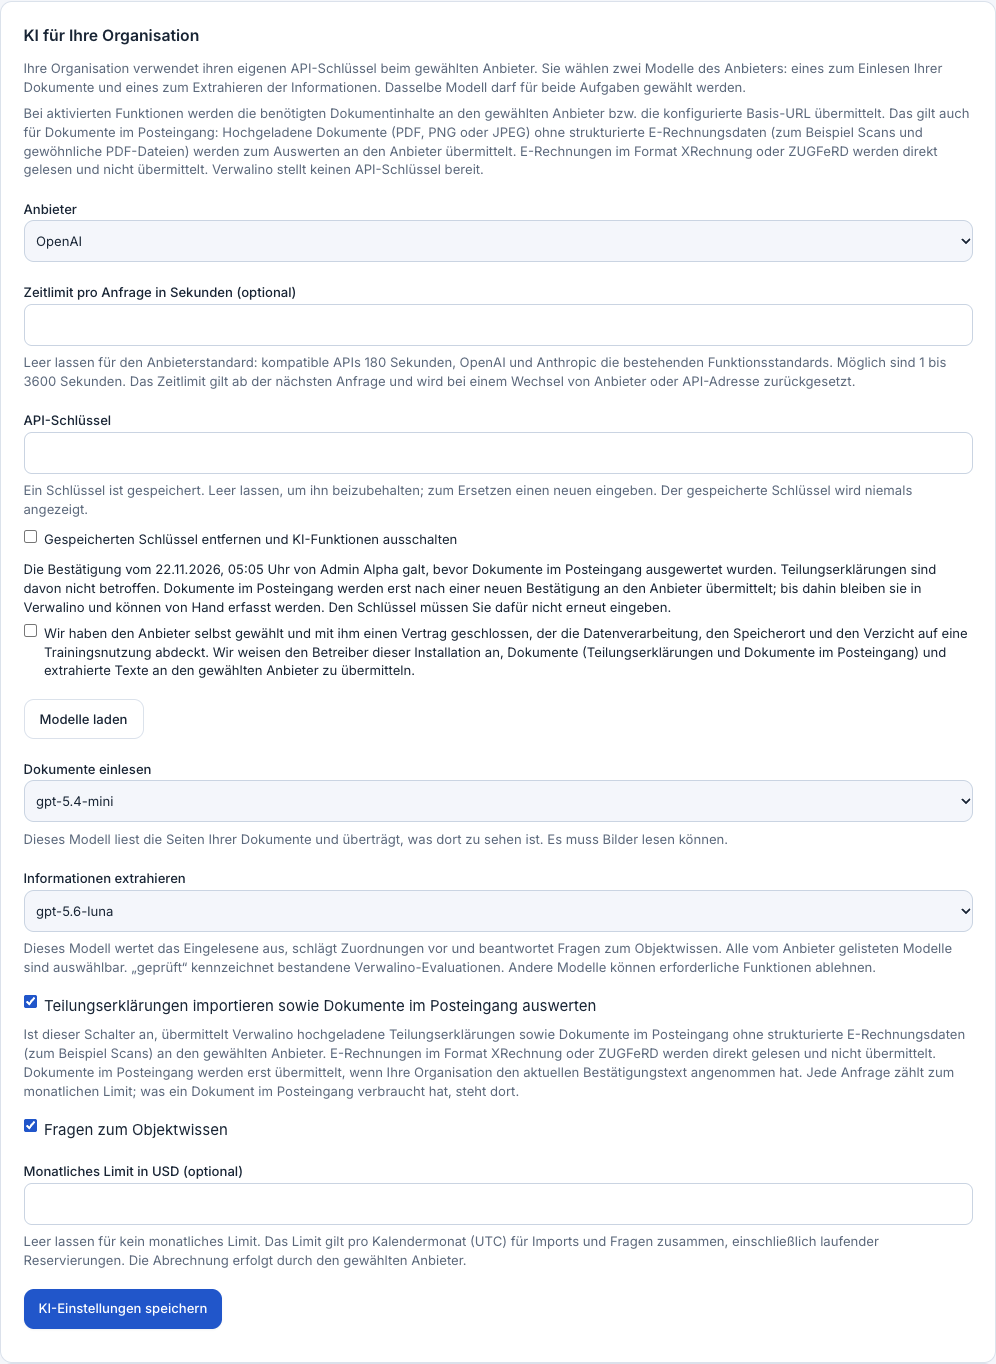 KI für Ihre Organisation
Ihre Organisation verwendet ihren eigenen API-Schlüssel beim gewählten Anbieter. Sie wählen zwei Modelle des Anbieters: eines zum Einlesen Ihrer
Dokumente und eines zum Extrahieren der Informationen. Dasselbe Modell darf für beide Aufgaben gewählt werden.
Bei aktivierten Funktionen werden die benötigten Dokumentinhalte an den gewählten Anbieter bzw. die konfigurierte Basis-URL übermittelt. Das gilt auch
für Dokumente im Posteingang: Hochgeladene Dokumente (PDF, PNG oder JPEG) ohne strukturierte E-Rechnungsdaten (zum Beispiel Scans und
gewöhnliche PDF-Dateien) werden zum Auswerten an den Anbieter übermittelt. E-Rechnungen im Format XRechnung oder ZUGFeRD werden direkt
gelesen und nicht übermittelt. Verwalino stellt keinen API-Schlüssel bereit.
Anbieter
OpenAI
Zeitlimit pro Anfrage in Sekunden (optional)
Leer lassen für den Anbieterstandard: kompatible APIs 180 Sekunden, OpenAI und Anthropic die bestehenden Funktionsstandards. Möglich sind 1 bis
3600 Sekunden. Das Zeitlimit gilt ab der nächsten Anfrage und wird bei einem Wechsel von Anbieter oder API-Adresse zurückgesetzt.
API-Schlüssel
Ein Schlüssel ist gespeichert. Leer lassen, um ihn beizubehalten; zum Ersetzen einen neuen eingeben. Der gespeicherte Schlüssel wird niemals
angezeigt.
Gespeicherten Schlüssel entfernen und KI-Funktionen ausschalten
Die Bestätigung vom 22.11.2026, 05:05 Uhr von Admin Alpha galt, bevor Dokumente im Posteingang ausgewertet wurden. Teilungserklärungen sind
davon nicht betroffen. Dokumente im Posteingang werden erst nach einer neuen Bestätigung an den Anbieter übermittelt; bis dahin bleiben sie in
Verwalino und können von Hand erfasst werden. Den Schlüssel müssen Sie dafür nicht erneut eingeben.
Wir haben den Anbieter selbst gewählt und mit ihm einen Vertrag geschlossen, der die Datenverarbeitung, den Speicherort und den Verzicht auf eine
Trainingsnutzung abdeckt. Wir weisen den Betreiber dieser Installation an, Dokumente (Teilungserklärungen und Dokumente im Posteingang) und
extrahierte Texte an den gewählten Anbieter zu übermitteln.
Modelle laden
Dokumente einlesen
gpt-5.4-mini
Dieses Modell liest die Seiten Ihrer Dokumente und überträgt, was dort zu sehen ist. Es muss Bilder lesen können.
Informationen extrahieren
gpt-5.6-luna
Dieses Modell wertet das Eingelesene aus, schlägt Zuordnungen vor und beantwortet Fragen zum Objektwissen. Alle vom Anbieter gelisteten Modelle
sind auswählbar. „geprüft“ kennzeichnet bestandene Verwalino-Evaluationen. Andere Modelle können erforderliche Funktionen ablehnen.
Teilungserklärungen importieren sowie Dokumente im Posteingang auswerten
Ist dieser Schalter an, übermittelt Verwalino hochgeladene Teilungserklärungen sowie Dokumente im Posteingang ohne strukturierte E-Rechnungsdaten
(zum Beispiel Scans) an den gewählten Anbieter. E-Rechnungen im Format XRechnung oder ZUGFeRD werden direkt gelesen und nicht übermittelt.
Dokumente im Posteingang werden erst übermittelt, wenn Ihre Organisation den aktuellen Bestätigungstext angenommen hat. Jede Anfrage zählt zum
monatlichen Limit; was ein Dokument im Posteingang verbraucht hat, steht dort.
Fragen zum Objektwissen
Monatliches Limit in USD (optional)
Leer lassen für kein monatliches Limit. Das Limit gilt pro Kalendermonat (UTC) für Imports und Fragen zusammen, einschließlich laufender
Reservierungen. Die Abrechnung erfolgt durch den gewählten Anbieter.
KI-Einstellungen speichern